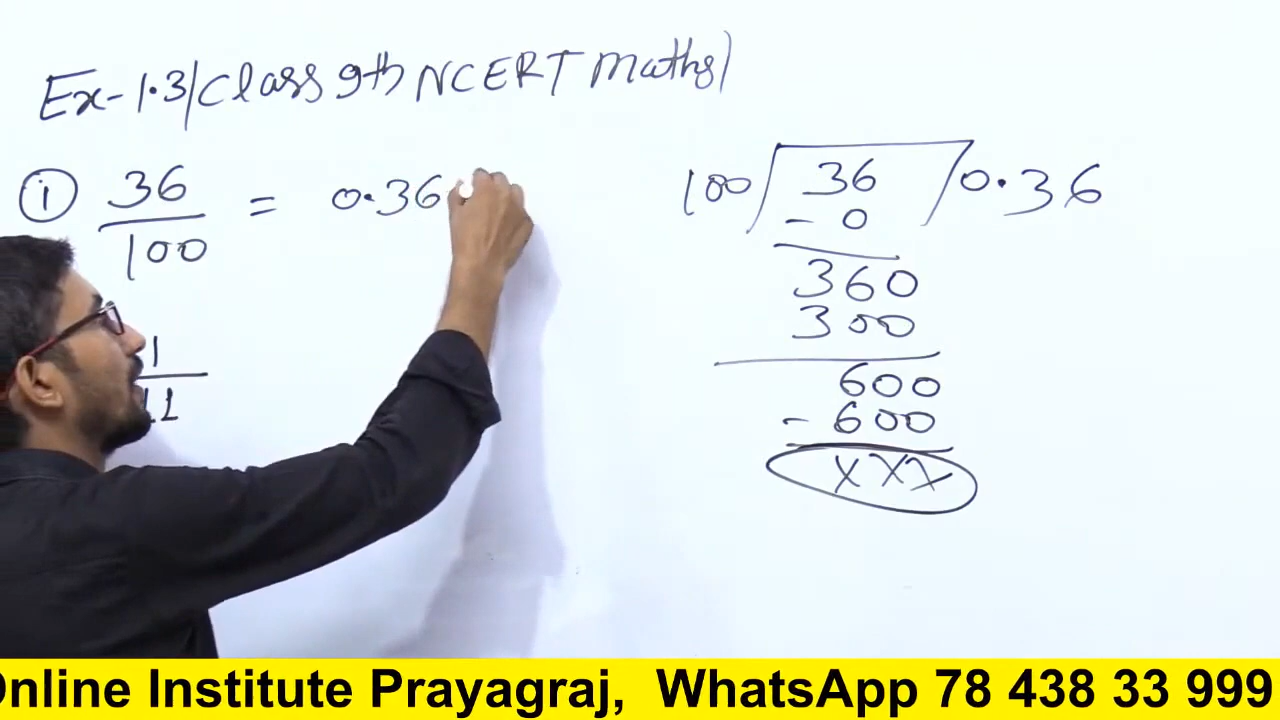 Ex-1.3/Class 9th NCERT Maths/
i 36/100 = 0.36
100 36 0.36
- 0
360
300
600
- 600
XXX
1
11
Online Institute Prayagraj, WhatsApp 78 438 33 999